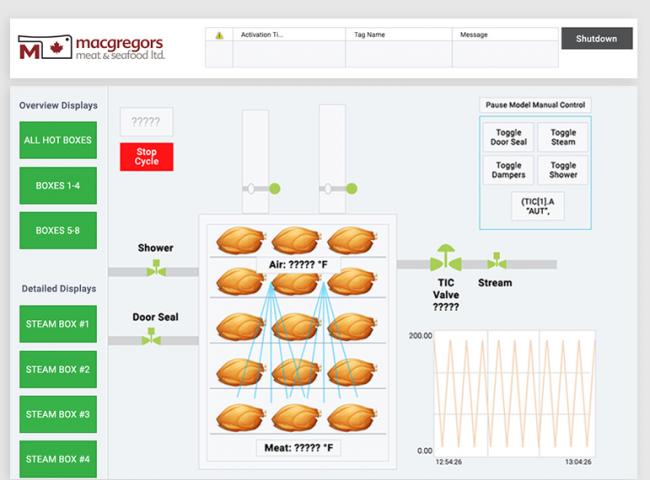 macgregors
meat & seafood ltd.
Activation Ti...
Tag Name
Message
Shutdown
Overview Displays
ALL HOT BOXES
BOXES 1-4
BOXES 5-8
Detailed Displays
STEAM BOX #1
STEAM BOX #2
STEAM BOX #3
STEAM BOX #4
?????
Stop
Cycle
Pause Model Manual Control
Toggle
Door Seal
Toggle
Steam
Toggle
Dampers
Toggle
Shower
(TIC[1].A
"AUT",
Shower
Door Seal
Air: ????? °F
Meat: ????? °F
TIC
Valve
?????
Stream
200.00
0.00
12:54:26
13:04:26